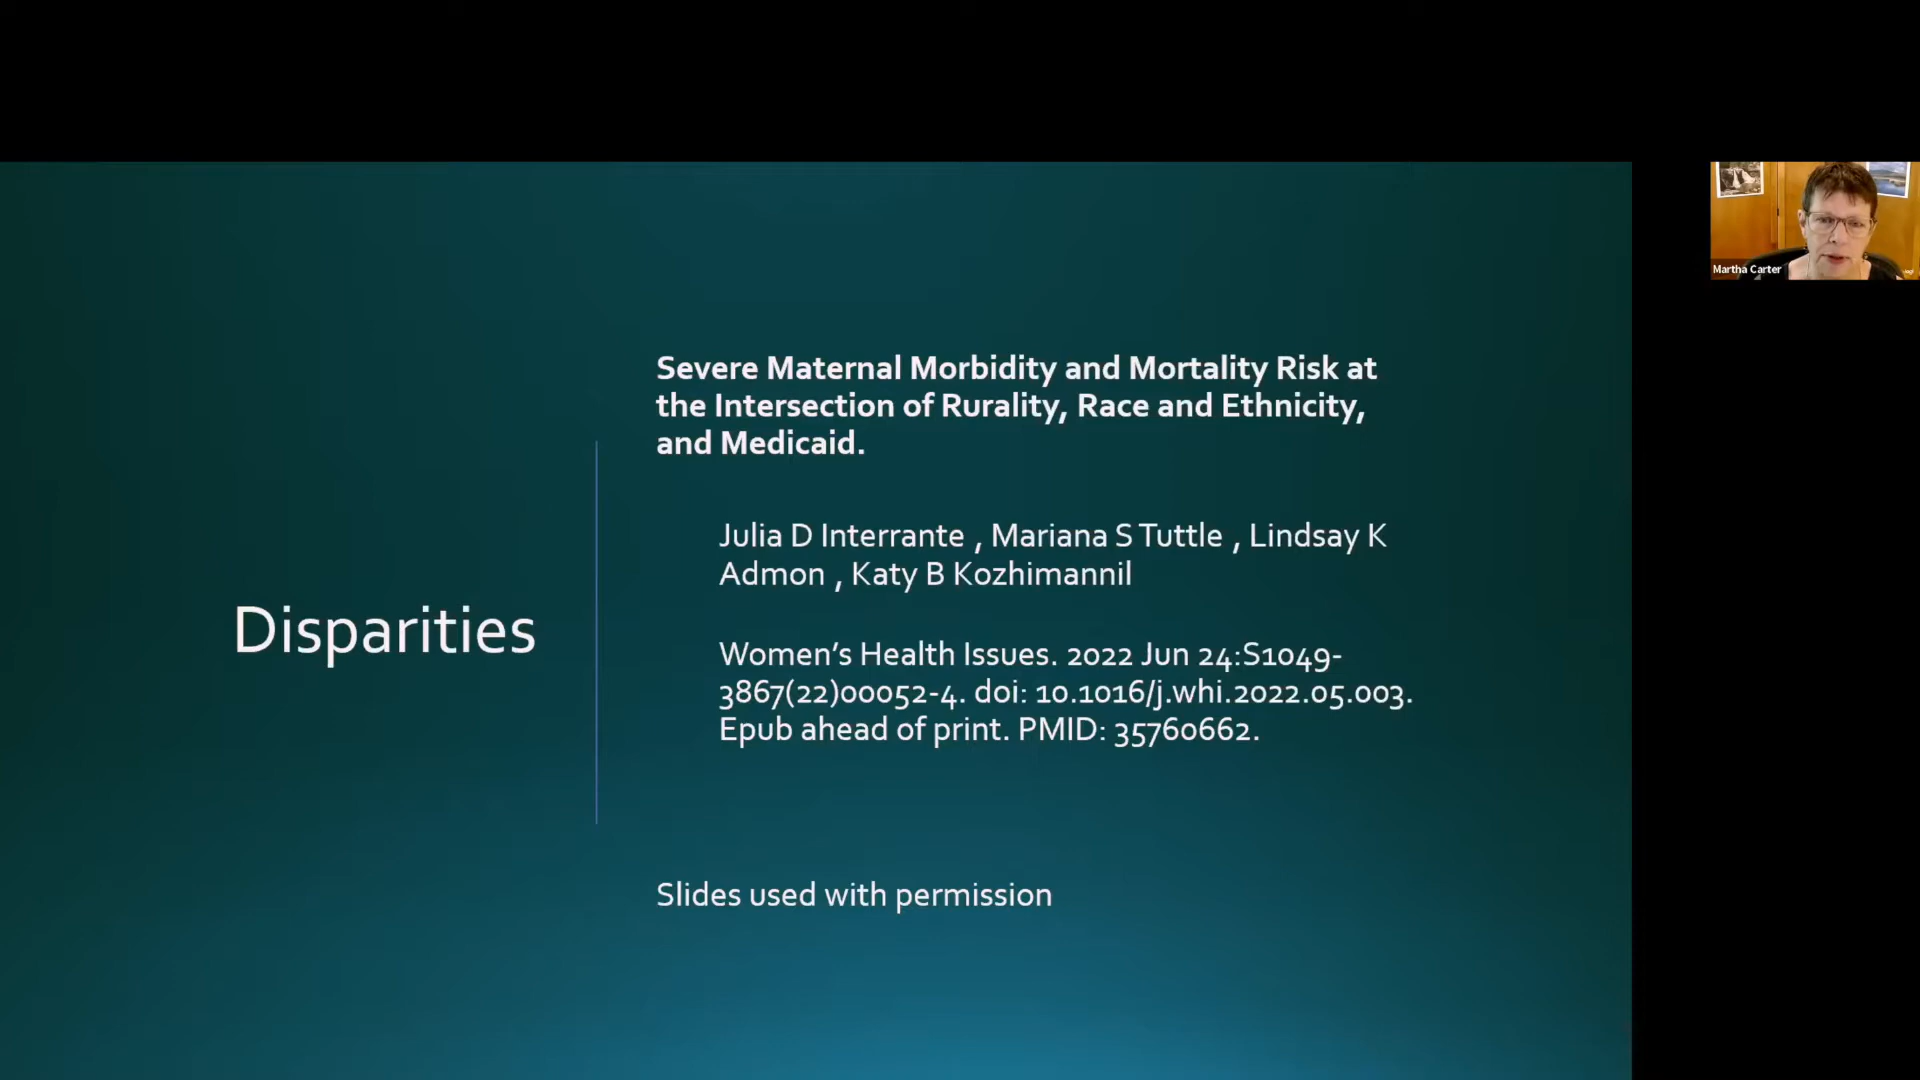 Disparities
Severe Maternal Morbidity and Mortality Risk at
the Intersection of Rurality, Race and Ethnicity,
and Medicaid.
Julia D Interrante , Mariana S Tuttle , Lindsay K
Admon , Katy B Kozhimannil
Women’s Health Issues. 2022 Jun 24:S1049-
3867(22)00052-4. doi: 10.1016/j.whi.2022.05.003.
Epub ahead of print. PMID: 35760662.
Slides used with permission
Martha Carter